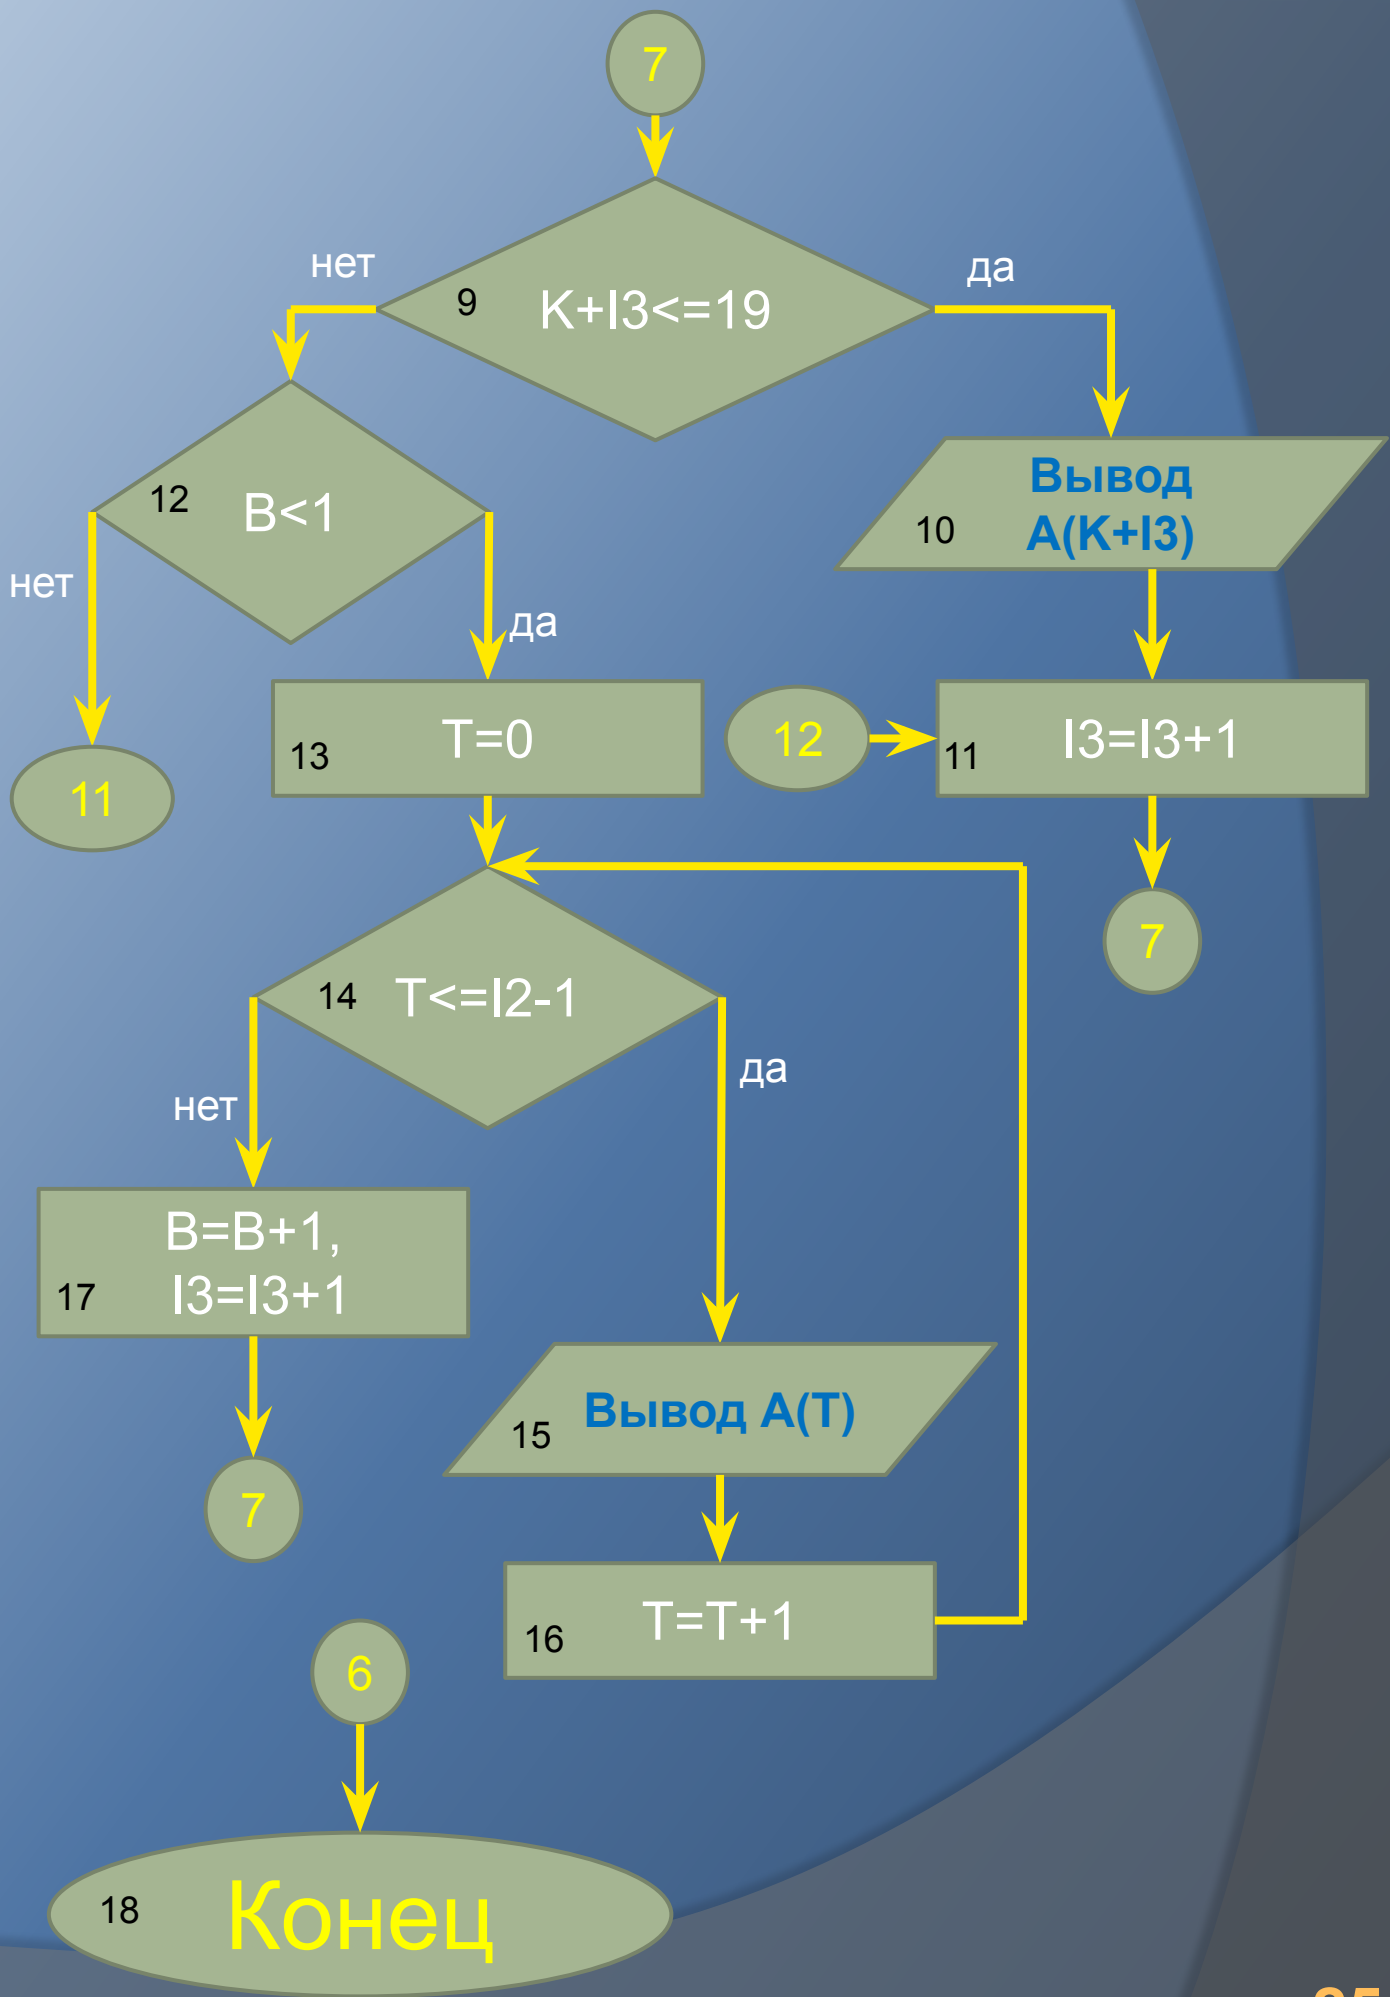 7
нет
да
9
K+I3<=19
12
B<1
Вывод
A(K+I3)
10
нет
да
13
T=0
12
11
I3=I3+1
11
7
14
T<=I2-1
да
нет
B=B+1,
I3=I3+1
17
Вывод A(T)
15
7
16
T=T+1
6
18
Конец